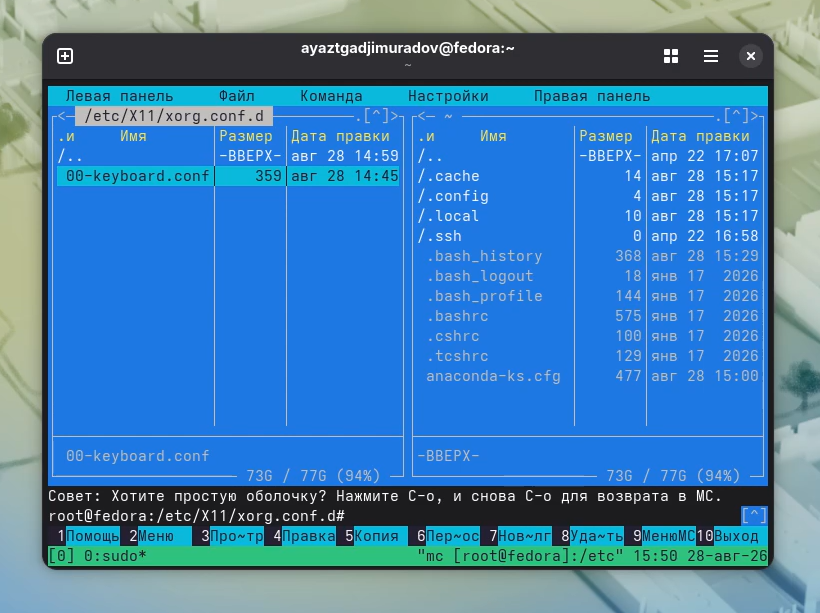 ayaztgadjimuradov@fedora:~
~
Левая панель Файл Команда Настройки Правая панель
<— /etc/X11/xorg.conf.d .[^]> <— ~ .[^]>
.и Имя Размер Дата правки .и Имя Размер Дата правки
/.. -ВВЕРХ- авг 28 14:59 /.. -ВВЕРХ- апр 22 17:07
00-keyboard.conf 359 авг 28 14:45 /.cache 14 авг 28 15:17
/.config 4 авг 28 15:17
/.local 10 авг 28 15:17
/.ssh 0 апр 22 16:58
.bash_history 368 авг 28 15:29
.bash_logout 18 янв 17 2026
.bash_profile 144 янв 17 2026
.bashrc 575 янв 17 2026
.cshrc 100 янв 17 2026
.tcshrc 129 янв 17 2026
anaconda-ks.cfg 477 авг 28 15:00
00-keyboard.conf -ВВЕРХ-
73G / 77G (94%) 73G / 77G (94%)
Совет: Хотите простую оболочку? Нажмите C-o, и снова C-o для возврата в MC.
root@fedora:/etc/X11/xorg.conf.d# [^]
1Помощь 2Меню 3Про~тр 4Правка 5Копия 6Пер~ос 7Нов~лг 8Уда~ть 9МенюMC 10Выход
[0] 0:sudo* "mc [root@fedora]:/etc" 15:50 28-авг-26